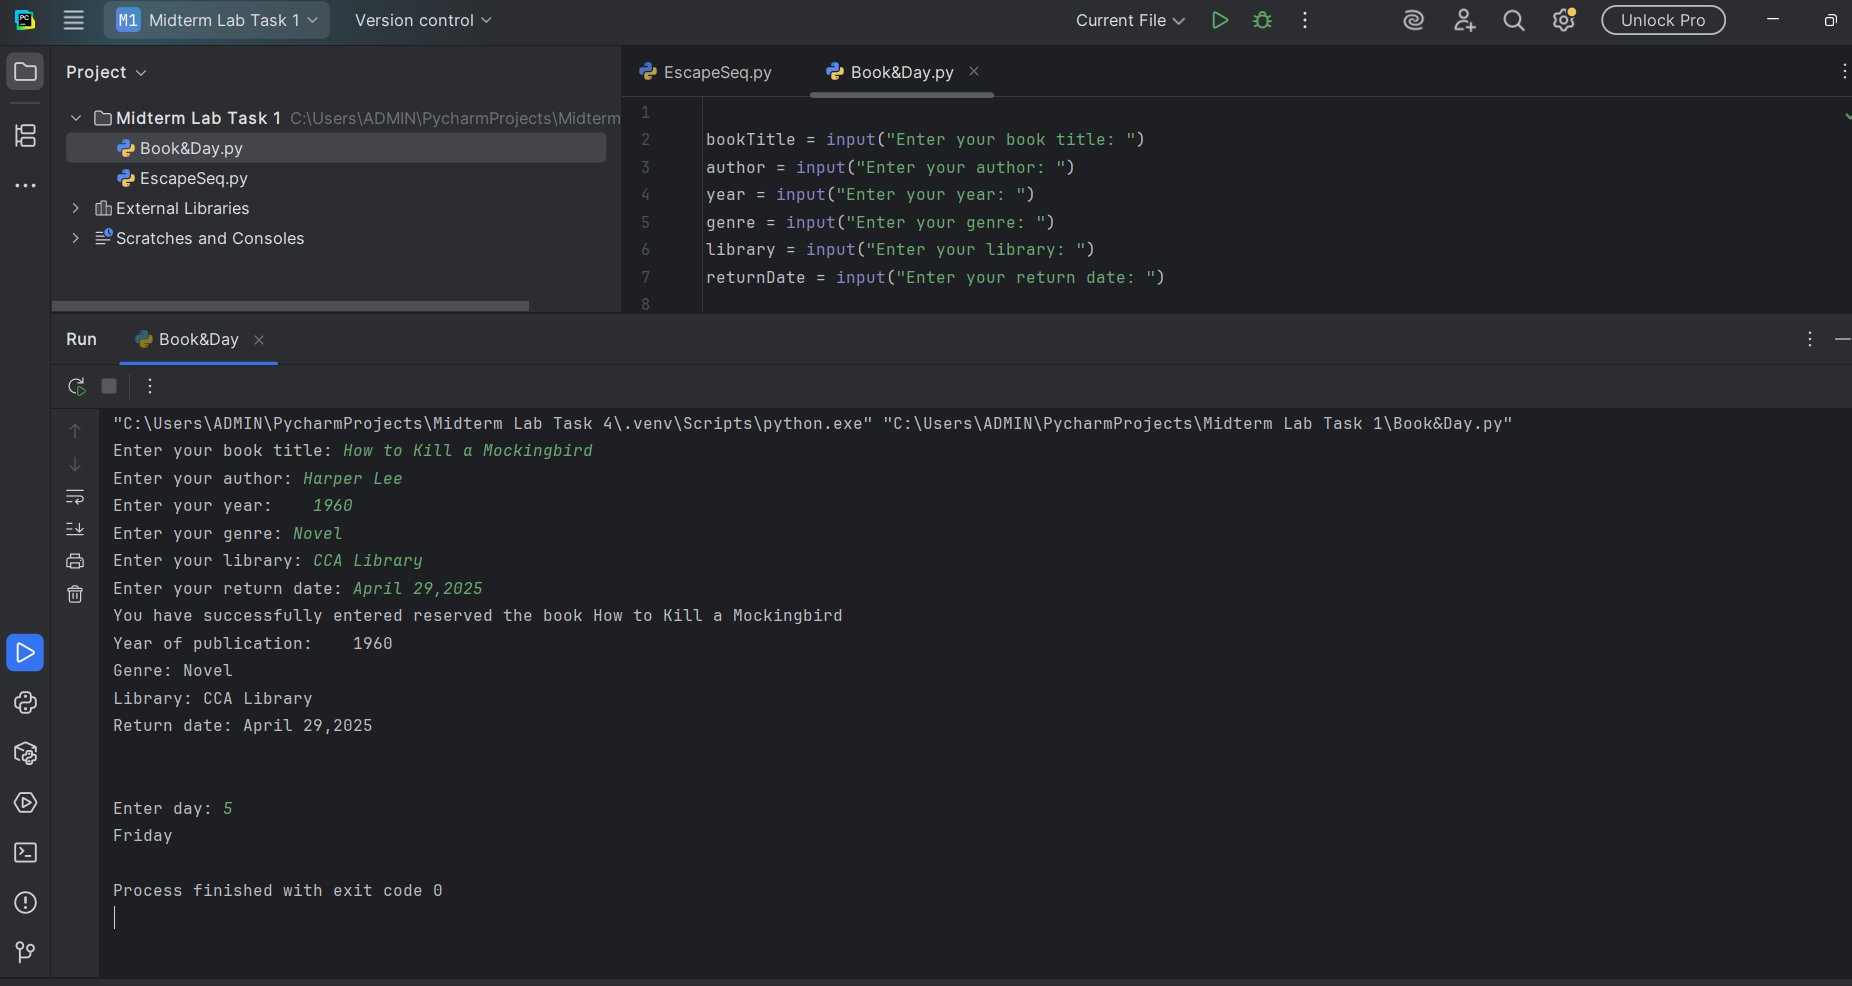 M1 Midterm Lab Task 1 Version control Current File Unlock Pro
Project
Midterm Lab Task 1 C:\Users\ADMIN\PycharmProjects\Midterm
Book&Day.py
EscapeSeq.py
External Libraries
Scratches and Consoles
EscapeSeq.py Book&Day.py
1
2 bookTitle = input("Enter your book title: ")
3 author = input("Enter your author: ")
4 year = input("Enter your year: ")
5 genre = input("Enter your genre: ")
6 library = input("Enter your library: ")
7 returnDate = input("Enter your return date: ")
8
Run Book&Day
"C:\Users\ADMIN\PycharmProjects\Midterm Lab Task 4\.venv\Scripts\python.exe" "C:\Users\ADMIN\PycharmProjects\Midterm Lab Task 1\Book&Day.py"
Enter your book title: How to Kill a Mockingbird
Enter your author: Harper Lee
Enter your year:    1960
Enter your genre: Novel
Enter your library: CCA Library
Enter your return date: April 29,2025
You have successfully entered reserved the book How to Kill a Mockingbird
Year of publication:    1960
Genre: Novel
Library: CCA Library
Return date: April 29,2025
Enter day: 5
Friday
Process finished with exit code 0